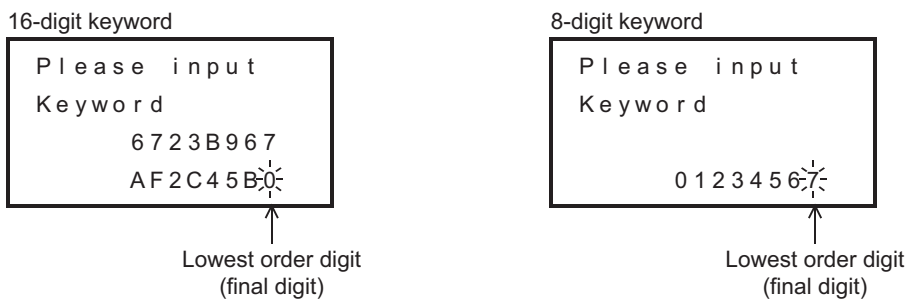 16-digit keyword
Please input
Keyword
6723B967
AF2C45B0
Lowest order digit
(final digit)
8-digit keyword
Please input
Keyword
01234567
Lowest order digit
(final digit)